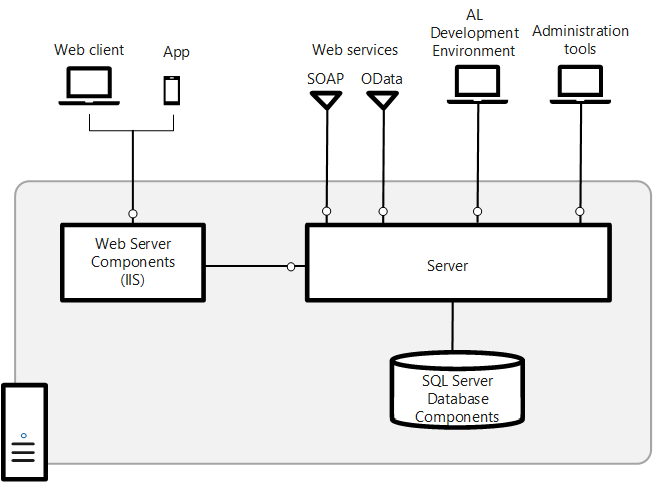 Web client
App
Web services
SOAP
OData
AL
Development
Environment
Administration
tools
Web Server
Components
(IIS)
Server
SQL Server
Database
Components